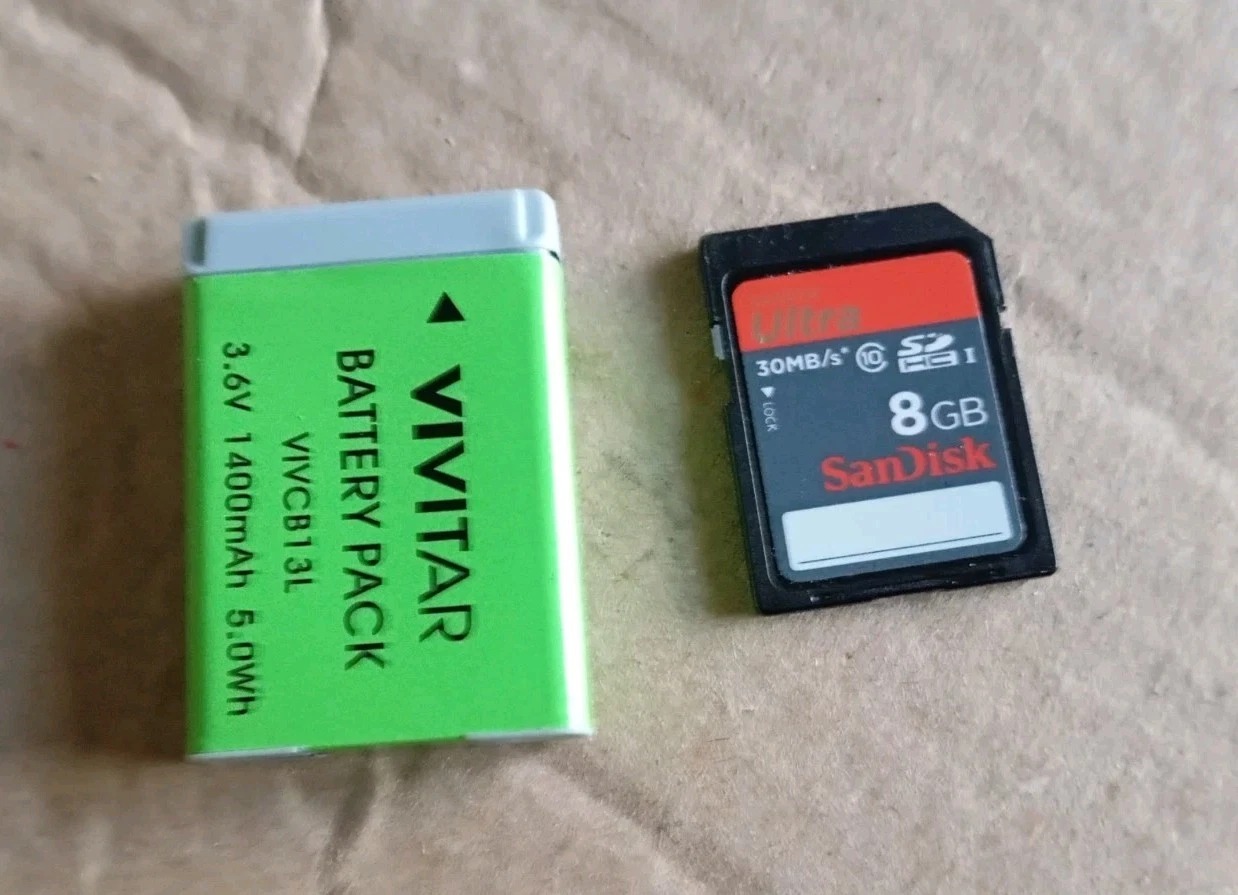 VIVITAR
BATTERY PACK
VIVCB13L
3.6V 1400mAh 5.0Wh
Ultra
30MB/s* 10 SD HC I
LOCK
8GB
SanDisk